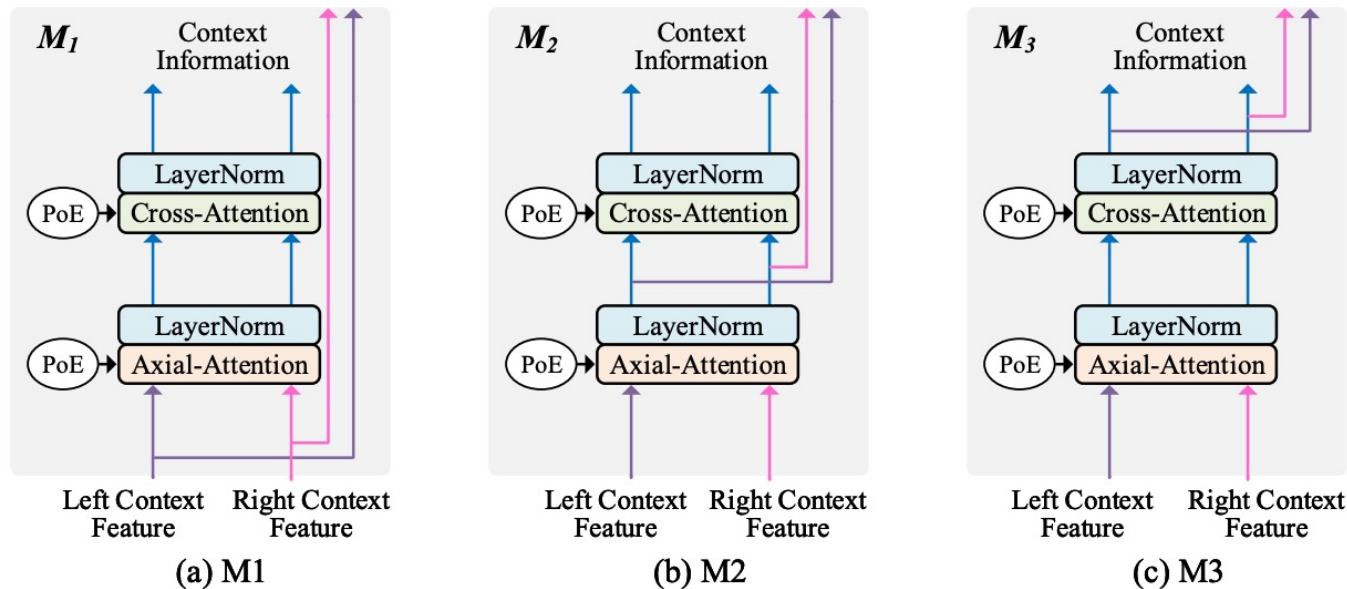 M1
Context
Information
LayerNorm
PoE
Cross-Attention
LayerNorm
PoE
Axial-Attention
Left Context
Feature
Right Context
Feature
(a) M1
M2
Context
Information
LayerNorm
PoE
Cross-Attention
LayerNorm
PoE
Axial-Attention
Left Context
Feature
Right Context
Feature
(b) M2
M3
Context
Information
LayerNorm
PoE
Cross-Attention
LayerNorm
PoE
Axial-Attention
Left Context
Feature
Right Context
Feature
(c) M3